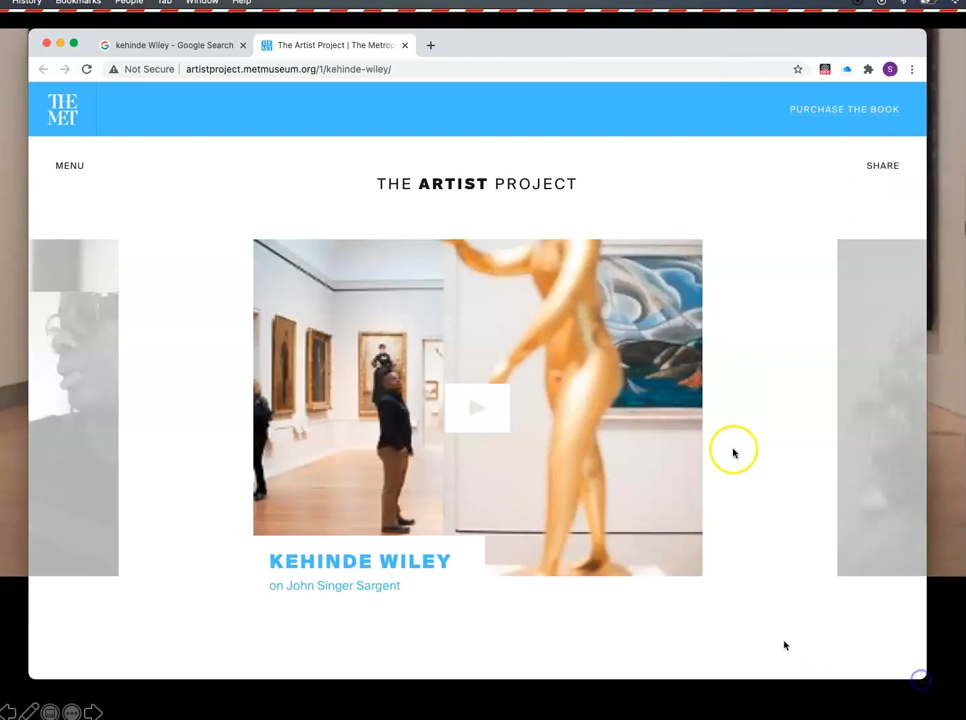 History Bookmarks People Tab Window Help
kehinde Wiley - Google Search
The Artist Project | The Metrop
Not Secure artistproject.metmuseum.org/1/kehinde-wiley/
S
THE
MET
PURCHASE THE BOOK
MENU
SHARE
THE ARTIST PROJECT
KEHINDE WILEY
on John Singer Sargent